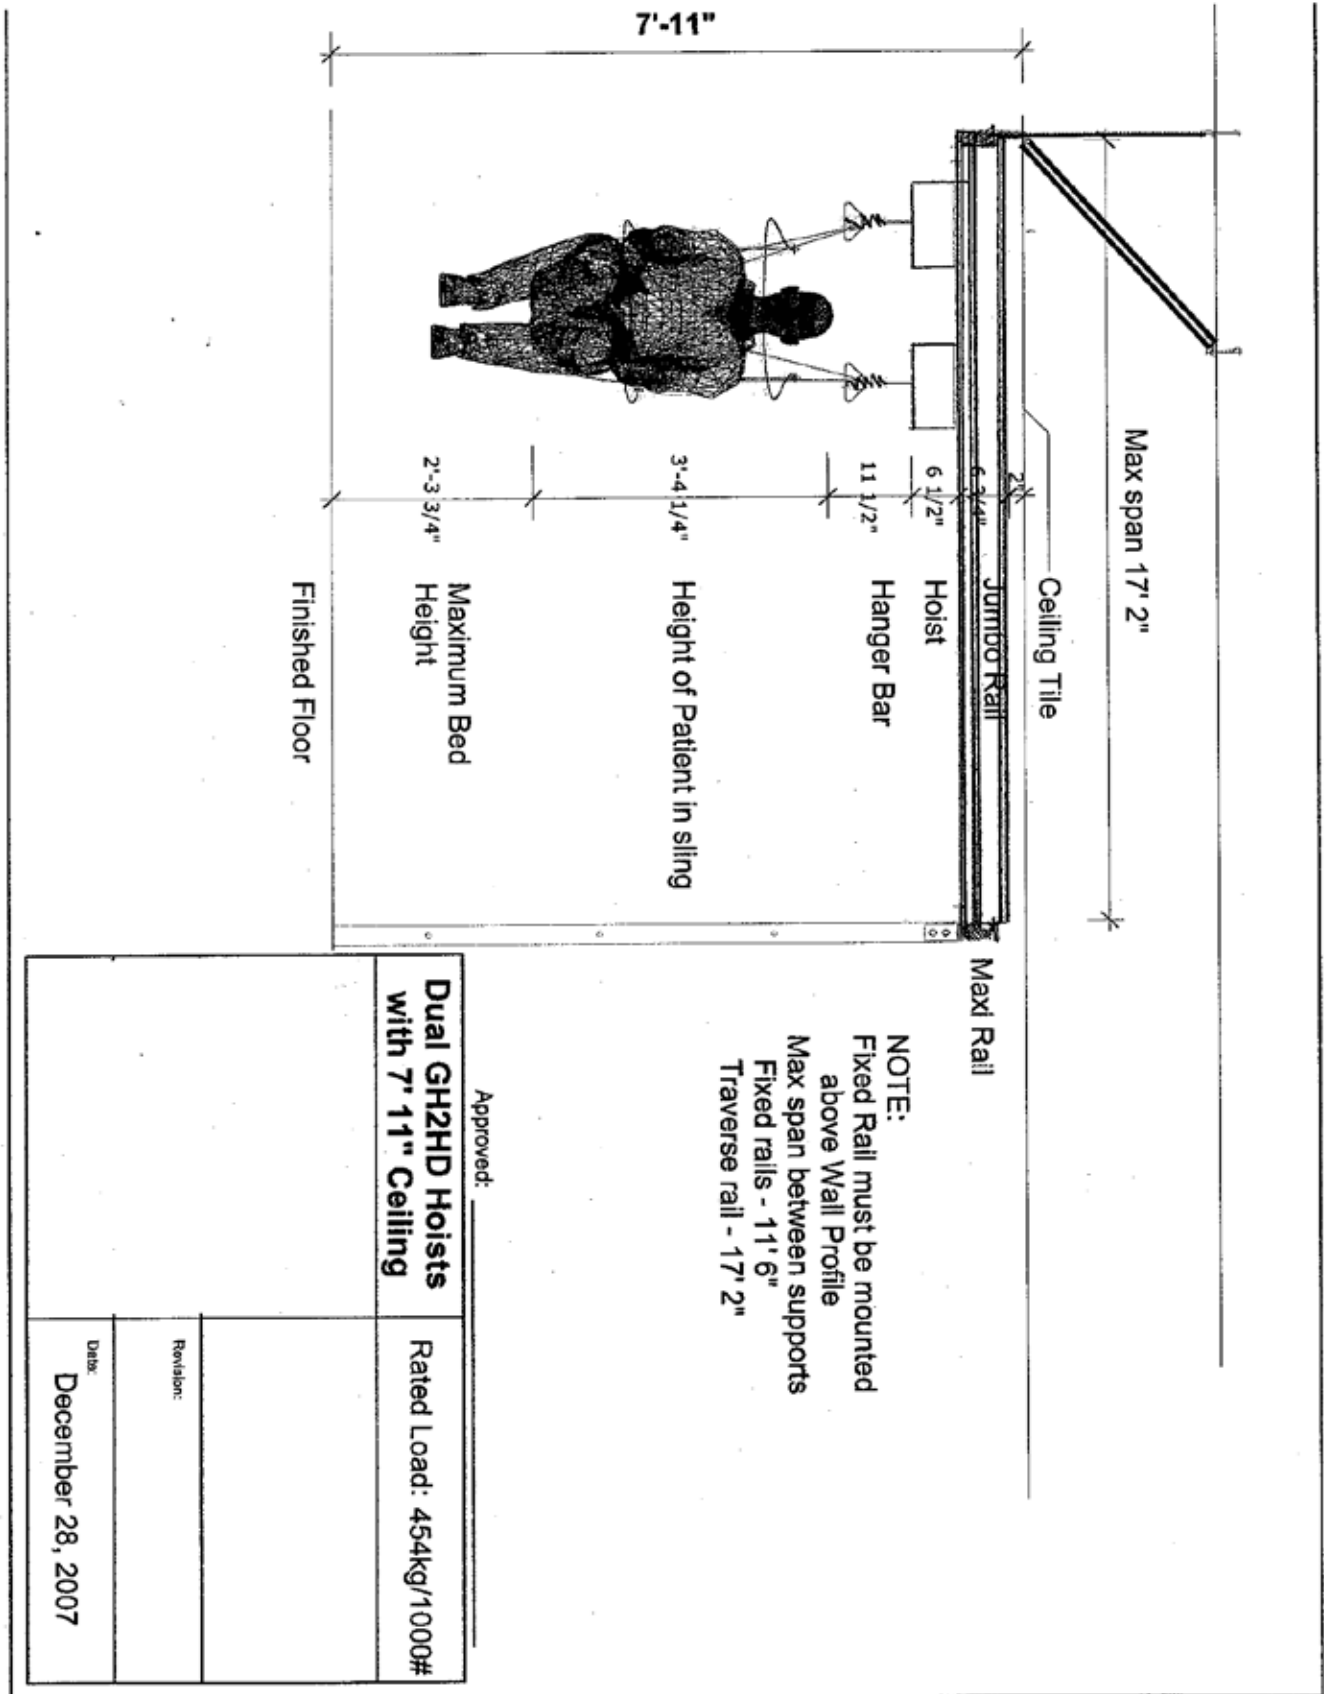 7'-11"
Max span 17' 2"
Ceiling Tile
2"
Jumbo Rail
6 3/4"
Maxi Rail
6 1/2"
Hoist
11 1/2"
Hanger Bar
3'-4 1/4"
Height of Patient in sling
2'-3 3/4"
Maximum Bed
Height
Finished Floor
NOTE:
Fixed Rail must be mounted
above Wall Profile
Max span between supports
Fixed rails - 11' 6"
Traverse rail - 17' 2"
Approved:
Dual GH2HD Hoists
with 7' 11" Ceiling
Rated Load: 454kg/1000#
Revision:
Date:
December 28, 2007